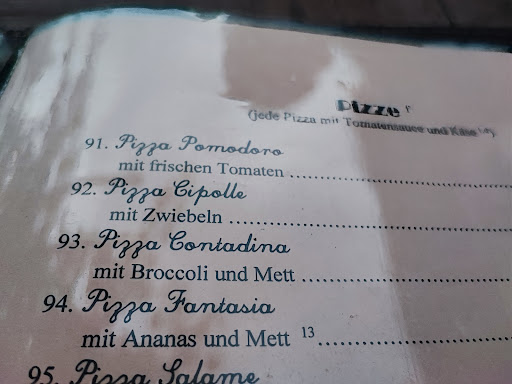 Pizze
(jede Pizza mit Tomatensauce und Käse
91. Pizza Pomodoro
mit frischen Tomaten ........................
92. Pizza Cipolle
mit Zwiebeln ........................
93. Pizza Contadina
mit Broccoli und Mett ........................
94. Pizza Fantasia
mit Ananas und Mett 13 ........................
95. Pizza Salame